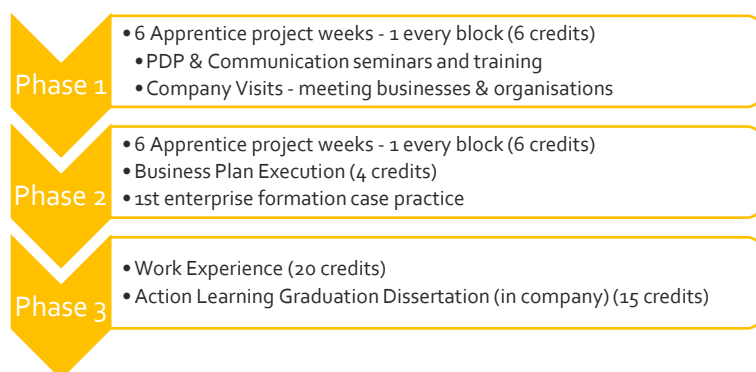 Phase 1
•6 Apprentice project weeks - 1 every block (6 credits)
•PDP & Communication seminars and training
•Company Visits - meeting businesses & organisations
Phase 2
•6 Apprentice project weeks - 1 every block (6 credits)
•Business Plan Execution (4 credits)
•1st enterprise formation case practice
Phase 3
•Work Experience (20 credits)
•Action Learning Graduation Dissertation (in company) (15 credits)